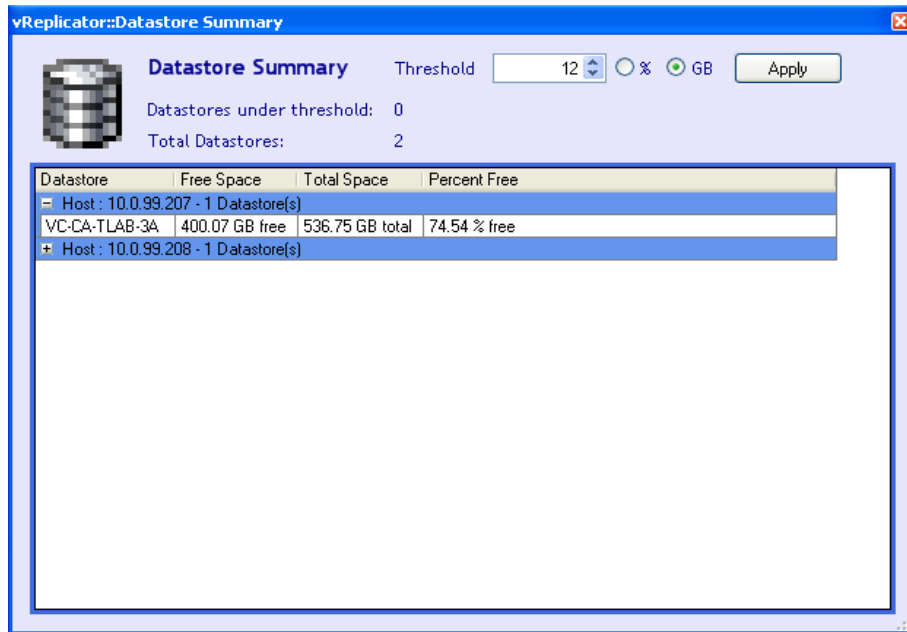 vReplicator::Datastore Summary
Datastore Summary Threshold 12 % GB Apply
Datastores under threshold: 0
Total Datastores: 2
Datastore Free Space Total Space Percent Free
Host : 10.0.99.207 - 1 Datastore(s)
VC-CA-TLAB-3A 400.07 GB free 536.75 GB total 74.54 % free
Host : 10.0.99.208 - 1 Datastore(s)